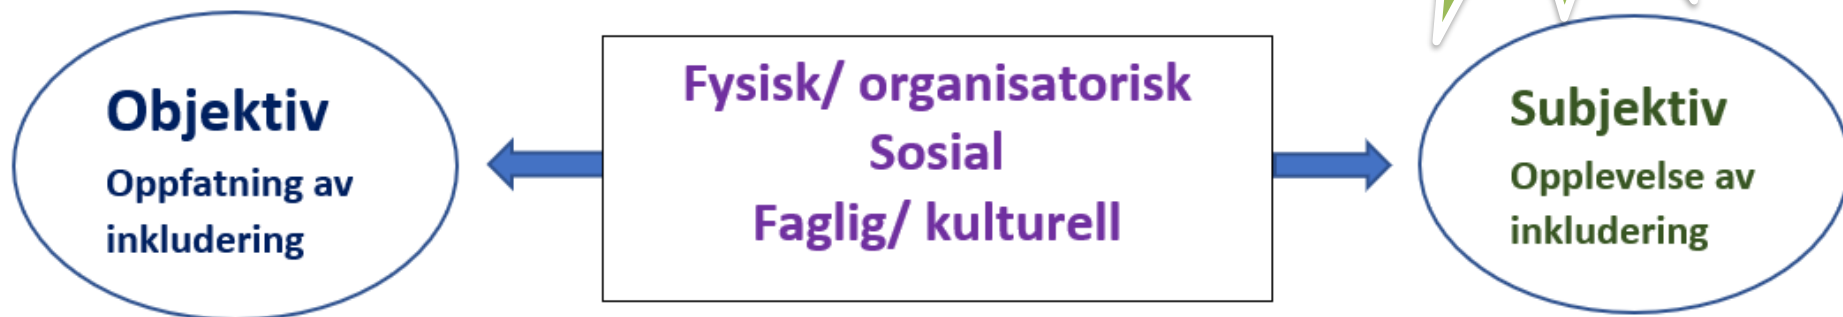 Objektiv
Oppfatning av
inkludering
Fysisk/ organisatorisk
Sosial
Faglig/ kulturell
Subjektiv
Opplevelse av
inkludering